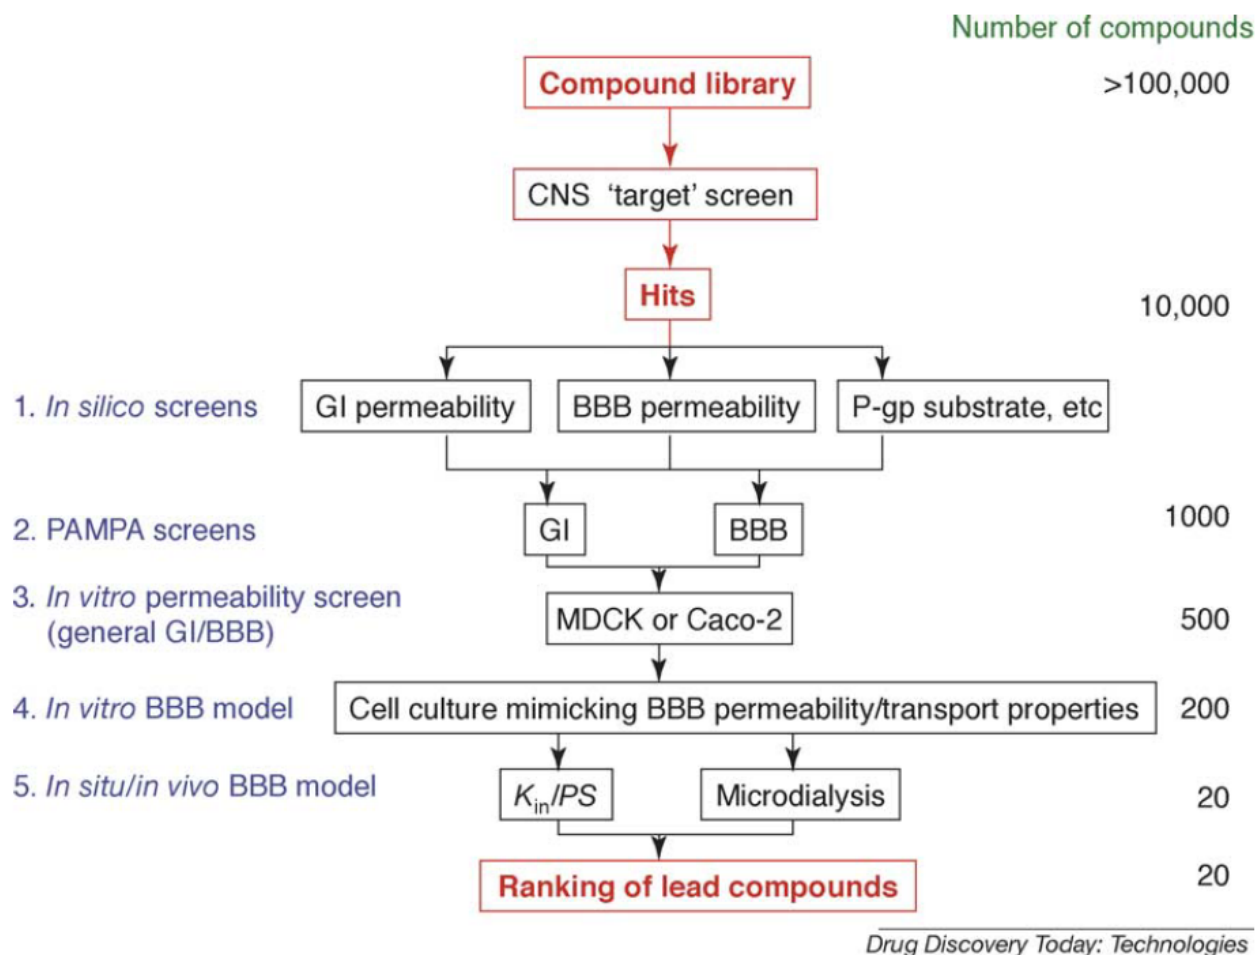 Number of compounds
Compound library
>100,000
CNS ‘target’ screen
Hits
10,000
1. In silico screens
GI permeability
BBB permeability
P-gp substrate, etc
2. PAMPA screens
GI
BBB
1000
3. In vitro permeability screen
(general GI/BBB)
MDCK or Caco-2
500
4. In vitro BBB model
Cell culture mimicking BBB permeability/transport properties
200
5. In situ/in vivo BBB model
Kin/PS
Microdialysis
20
Ranking of lead compounds
20
Drug Discovery Today: Technologies